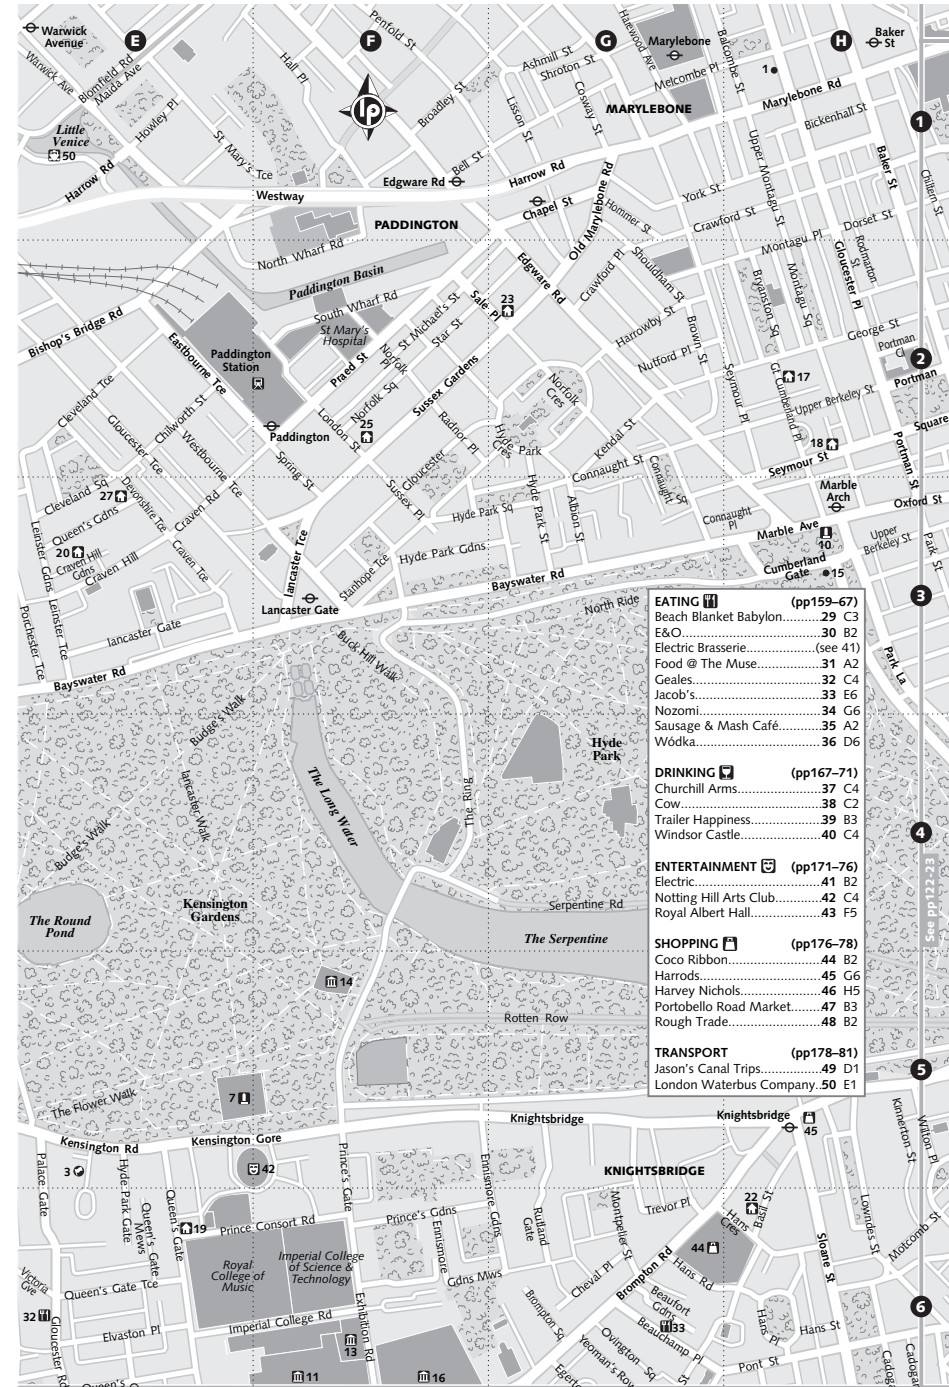 Warwick
Avenue
E
F
G
H
Baker
St
Penfold St
Harewood Ave
Marylebone
Balcombe St
Ashmill St
Shroton St
Melcombe Pl
1
Warwick Ave
Blomfield Rd
Maida Ave
Hall Pl
lp
Broadley St
Lisson St
Cosway St
MARYLEBONE
Marylebone Rd
Bickenhall St
1
Howley Pl
Little
Venice
50
St Mary's Tce
Bell St
Upper Montagu St
Baker St
Chiltern St
Harrow Rd
Westway
Edgware Rd
Harrow Rd
York St
Chapel St
Old Marylebone Rd
Hommer St
Crawford St
Dorset St
PADDINGTON
North Wharf Rd
Montagu Pl
Gloucester Pl
Rodmarton St
Paddington Basin
Edgware Rd
Crawford Pl
Shouldham St
Bryanston Sq
Montagu Sq
South Wharf Rd
Sale Pl
23
Bishop's Bridge Rd
St Michael's St
Star St
St Mary's
Hospital
Harrowby St
Brown St
George St
Portman
Cl
Eastbourne Tce
Paddington
Station
Praed St
Norfolk Pl
Nutford Pl
Seymour Pl
17
2
Portman
Square
Cleveland Tce
Norfolk Sq
Sussex Gardens
Norfolk
Cres
Gt Cumberland Pl
Upper Berkeley St
Gloucester Tce
Chilworth St
Westbourne Tce
Paddington
London St
25
Radnor Pl
Hyde
Park
Cres
Kendal St
18
Seymour St
Portman St
Spring St
Gloucester
Connaught St
Connaught Sq
Marble
Arch
Cleveland Sq
27
Devonshire Tce
Craven Rd
Sussex Pl
Hyde Park Sq
Hyde Park St
Albion St
Connaught
Pl
Oxford St
Queen's Gdns
Leinster Gdns
20
Craven Hill
Gdns
Craven Hill
Craven Tce
Lancaster Tce
Stanhope Tce
Hyde Park Gdns
Marble Ave
10
Upper
Berkeley St
Park St
Bayswater Rd
Cumberland
Gate
15
Lancaster Gate
North Ride
3
Porchester Tce
Leinster Tce
Lancaster Gate
Buck Hill Walk
Bayswater Rd
Park La
EATING (pp159–67)
Beach Blanket Babylon...........29 C3
E&O.......................................30 B2
Electric Brasserie.................(see 41)
Food @ The Muse................31 A2
Geales...................................32 C4
Jacob's..................................33 E6
Nozomi.................................34 G6
Sausage & Mash Café...........35 A2
Wódka..................................36 D6
DRINKING (pp167–71)
Churchill Arms.....................37 C4
Cow......................................38 C2
Trailer Happiness..................39 B3
Windsor Castle.....................40 C4
ENTERTAINMENT (pp171–76)
Electric..................................41 B2
Notting Hill Arts Club............42 C4
Royal Albert Hall...................43 F5
SHOPPING (pp176–78)
Coco Ribbon.........................44 B2
Harrods.................................45 G6
Harvey Nichols......................46 H5
Portobello Road Market........47 B3
Rough Trade.........................48 B2
TRANSPORT (pp178–81)
Jason's Canal Trips................49 D1
London Waterbus Company..50 E1
Budge's Walk
Lancaster Walk
The Long Water
The Ring
Hyde
Park
4
See pp122-23
Budge's Walk
Kensington
Gardens
The Round
Pond
Serpentine Rd
The Serpentine
14
Rotten Row
5
The Flower Walk
7
Kensington Rd
Kensington Gore
Knightsbridge
Knightsbridge
45
Kinnerton St
Wilton Pl
Palace Gate
3
Hyde Park Gate
42
Prince's Gate
Ennismore Gdns
KNIGHTSBRIDGE
Queen's Gate
Mews
Queen's Gate
19
Prince Consort Rd
Prince's Gdns
Ennismore
Gdns Mws
Rutland
Gate
Montpelier St
Trevor Pl
22
Basil St
Hans
Cres
44
Hans Rd
Sloane St
Lowndes St
Motcomb St
Royal
College of
Music
Imperial College
of Science &
Technology
Victoria
Gve
Queen's Gate Tce
Cheval Pl
Brompton Rd
Brompton Sq
Beaufort
Gdns
Beauchamp Pl
33
Hans Pl
Hans St
6
32
Gloucester Rd
Elvaston Pl
Imperial College Rd
Exhibition Rd
13
11
16
Ovington Sq
Yeoman's Row
Egerton
Pont St
Cadogan
Cadogan
Queen's G